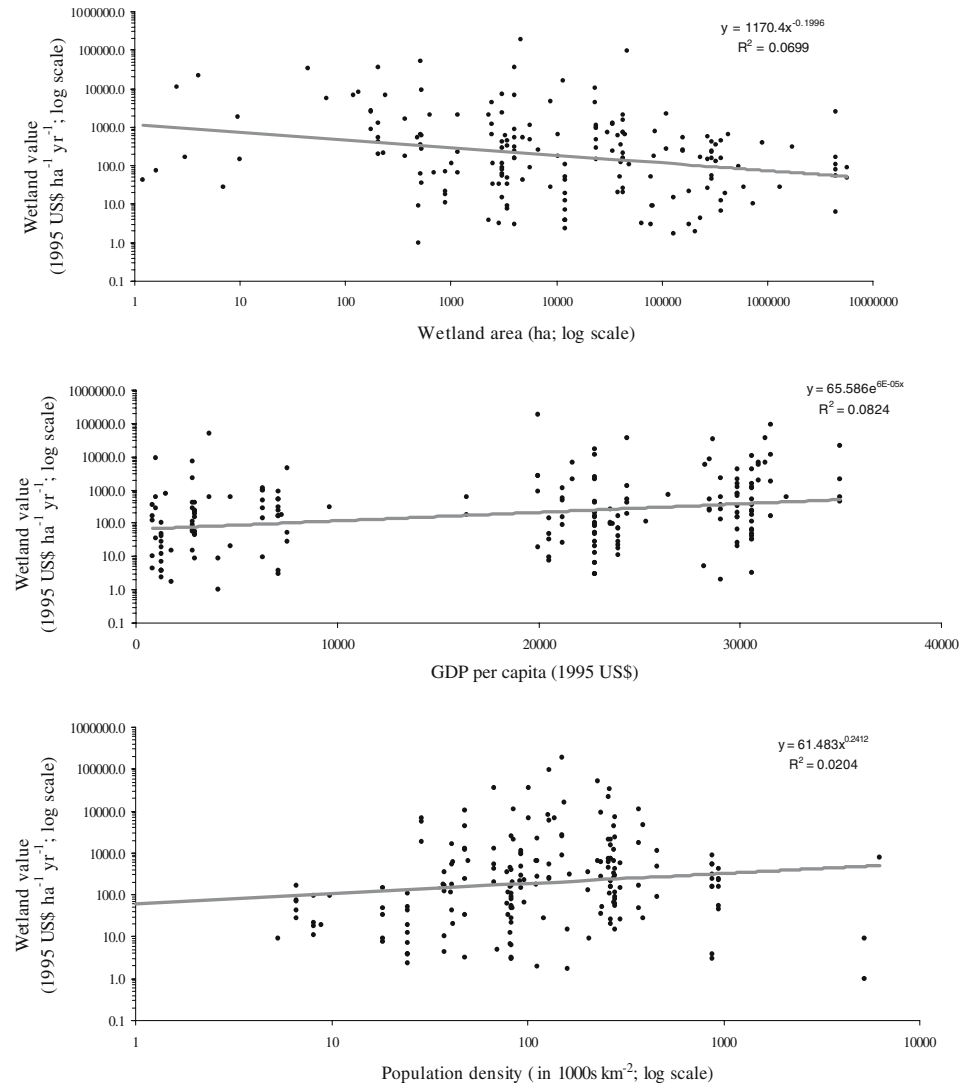 1000000.0
y = 1170.4x^-0.1996
R² = 0.0699
100000.0
10000.0
1000.0
100.0
10.0
1.0
0.1
Wetland value
(1995 US$ ha⁻¹ yr⁻¹; log scale)
1 10 100 1000 10000 100000 1000000 10000000
Wetland area (ha; log scale)
1000000.0
y = 65.586e^6E-05x
R² = 0.0824
100000.0
10000.0
1000.0
100.0
10.0
1.0
0.1
Wetland value
(1995 US$ ha⁻¹ yr⁻¹; log scale)
0 10000 20000 30000 40000
GDP per capita (1995 US$)
1000000.0
y = 61.483x^0.2412
R² = 0.0204
100000.0
10000.0
1000.0
100.0
10.0
1.0
0.1
Wetland value
(1995 US$ ha⁻¹ yr⁻¹; log scale)
1 10 100 1000 10000
Population density ( in 1000s km⁻²; log scale)